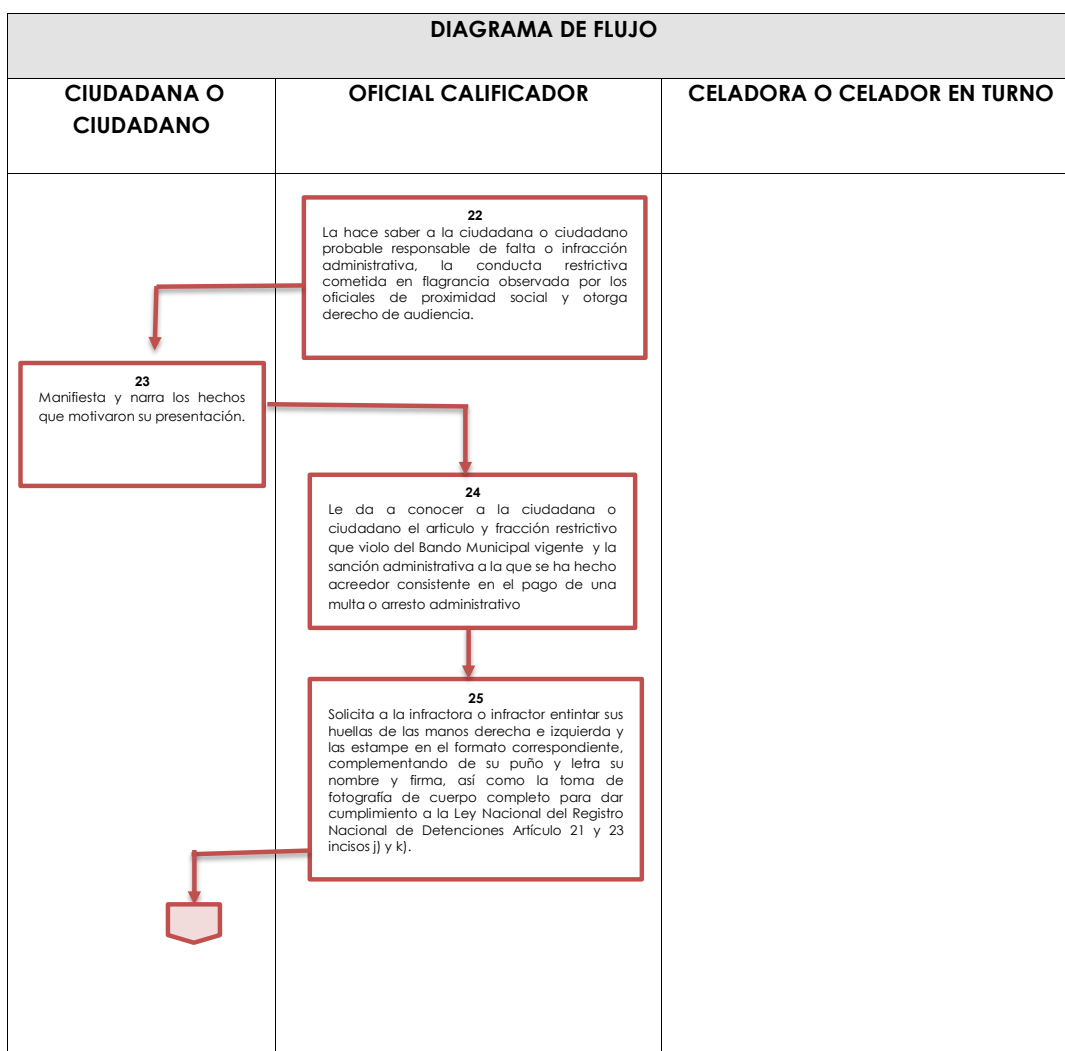 DIAGRAMA DE FLUJO
CIUDADANA O
CIUDADANO
OFICIAL CALIFICADOR
CELADORA O CELADOR EN TURNO
22
La hace saber a la ciudadana o ciudadano
probable responsable de falta o infracción
administrativa, la conducta restrictiva
cometida en flagrancia observada por los
oficiales de proximidad social y otorga
derecho de audiencia.
23
Manifiesta y narra los hechos
que motivaron su presentación.
24
Le da a conocer a la ciudadana o
ciudadano el articulo y fracción restrictivo
que violo del Bando Municipal vigente y la
sanción administrativa a la que se ha hecho
acreedor consistente en el pago de una
multa o arresto administrativo
25
Solicita a la infractora o infractor entintar sus
huellas de las manos derecha e izquierda y
las estampe en el formato correspondiente,
complementando de su puño y letra su
nombre y firma, así como la toma de
fotografía de cuerpo completo para dar
cumplimiento a la Ley Nacional del Registro
Nacional de Detenciones Artículo 21 y 23
incisos j) y k).